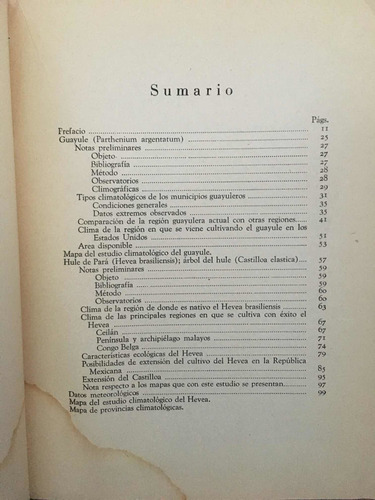 Sumario
Págs.
Prefacio 11
Guayule (Parthenium argentatum) 25
Notas preliminares 27
Objeto 27
Bibliografía 27
Método 28
Observatorios 28
Climográficas 29
Tipos climatológicos de los municipios guayuleros 31
Condiciones generales 35
Datos extremos observados 35
Comparación de la región guayulera actual con otras regiones 41
Clima de la región en que se viene cultivando el guayule en los
Estados Unidos 51
Area disponible 53
Mapa del estudio climatológico del guayule.
Hule de Pará (Hevea brasiliensis); árbol del hule (Castilloa elastica) 57
Notas preliminares 59
Objeto 59
Bibliografía 59
Método 60
Observatorios 60
Clima de la región de donde es nativo el Hevea brasiliensis 63
Clima de las principales regiones en que se cultiva con éxito el
Hevea 67
Ceilán 67
Península y archipiélago malayos 71
Congo Belga 74
Características ecológicas del Hevea 79
Posibilidades de extensión del cultivo del Hevea en la República
Mexicana 85
Extensión del Castilloa 95
Nota respecto a los mapas que con este estudio se presentan 97
Datos meteorológicos 99
Mapa del estudio climatológico del Hevea.
Mapa de provincias climatológicas.